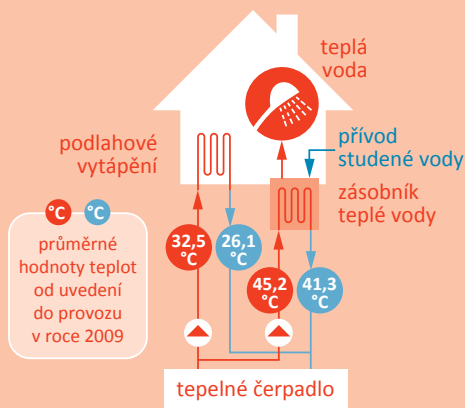 teplá
voda
podlahové
vytápění
přívod
studené vody
zásobník
teplé vody
°C °C
průměrné
hodnoty teplot
od uvedení
do provozu
v roce 2009
32,5
°C
26,1
°C
45,2
°C
41,3
°C
tepelné čerpadlo